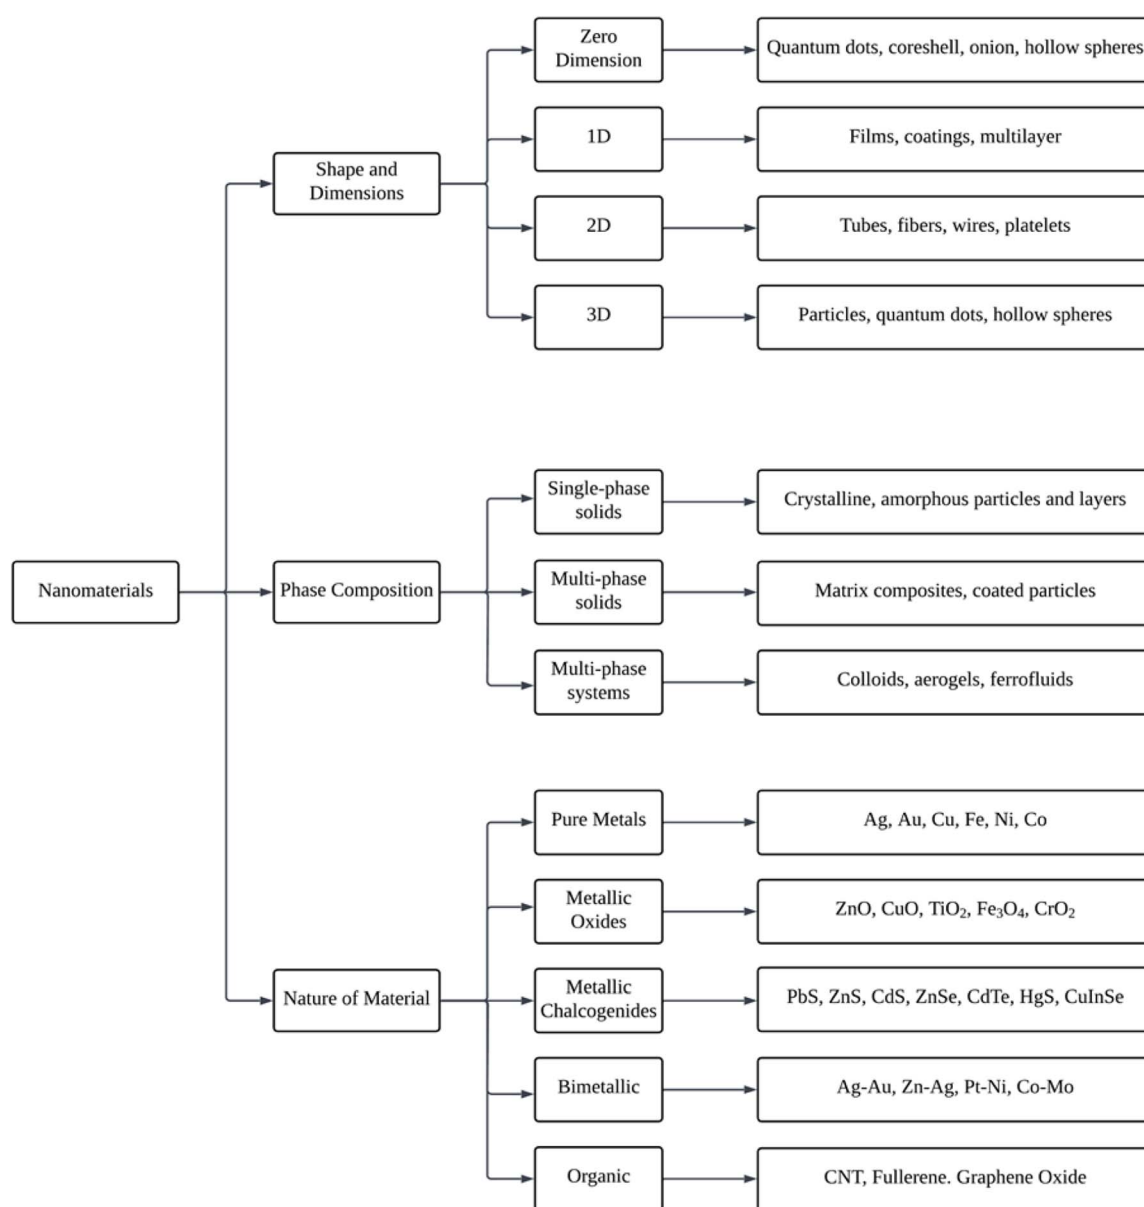 Zero
Dimension
Quantum dots, coreshell, onion, hollow spheres
1D
Films, coatings, multilayer
Shape and
Dimensions
2D
Tubes, fibers, wires, platelets
3D
Particles, quantum dots, hollow spheres
Single-phase
solids
Crystalline, amorphous particles and layers
Nanomaterials
Phase Composition
Multi-phase
solids
Matrix composites, coated particles
Multi-phase
systems
Colloids, aerogels, ferrofluids
Pure Metals
Ag, Au, Cu, Fe, Ni, Co
Metallic
Oxides
ZnO, CuO, TiO₂, Fe₃O₄, CrO₂
Nature of Material
Metallic
Chalcogenides
PbS, ZnS, CdS, ZnSe, CdTe, HgS, CuInSe
Bimetallic
Ag-Au, Zn-Ag, Pt-Ni, Co-Mo
Organic
CNT, Fullerene. Graphene Oxide